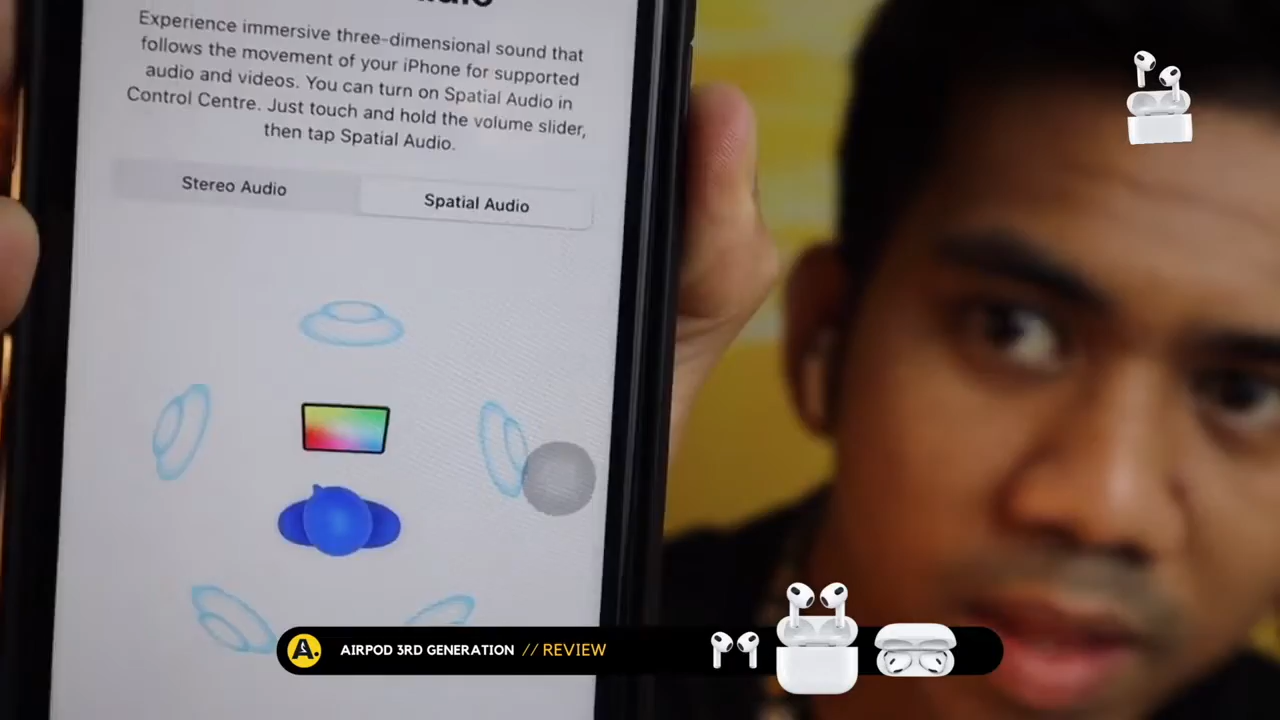 Experience immersive three-dimensional sound that
follows the movement of your iPhone for supported
audio and videos. You can turn on Spatial Audio in
Control Centre. Just touch and hold the volume slider,
then tap Spatial Audio.
Stereo Audio
Spatial Audio
A.
AIRPOD 3RD GENERATION // REVIEW